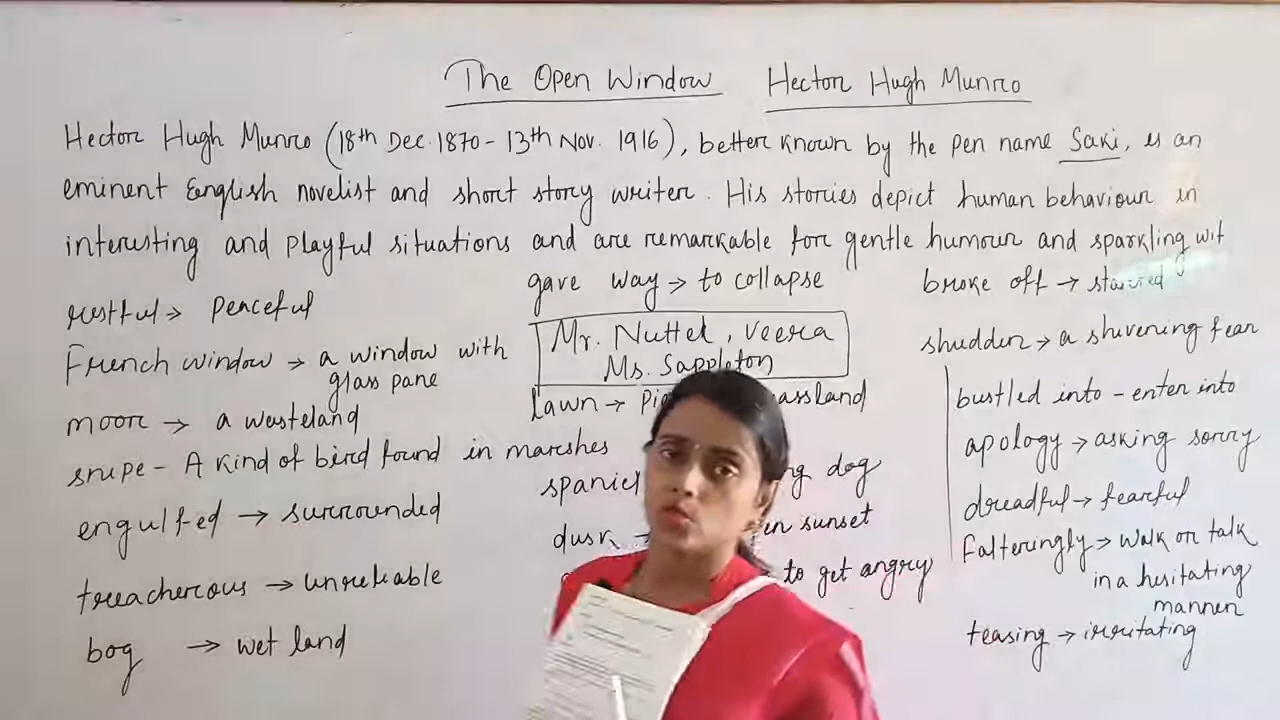 The Open Window Hector Hugh Munro
Hector Hugh Munro (18th Dec. 1870 - 13th Nov. 1916), better known by the pen name Saki, is an
eminent English novelist and short story writer. His stories depict human behaviour in
interesting and playful situations and are remarkable for gentle humour and sparkling wit
restful → peaceful
French window → a window with
glass pane
moor → a wasteland
snipe - A kind of bird found in marshes
engulfed → surrounded
treacherous → unreliable
bog → wet land
gave way → to collapse
Mr. Nuttel, Veera
Ms. Sappleton
lawn →
dog
dusk → sunset
to get angry
broke off →
shudder → a shivering fear
bustled into - enter into
apology → asking sorry
dreadful → fearful
falteringly → walk or talk
in a hesitating
manner
teasing → irritating